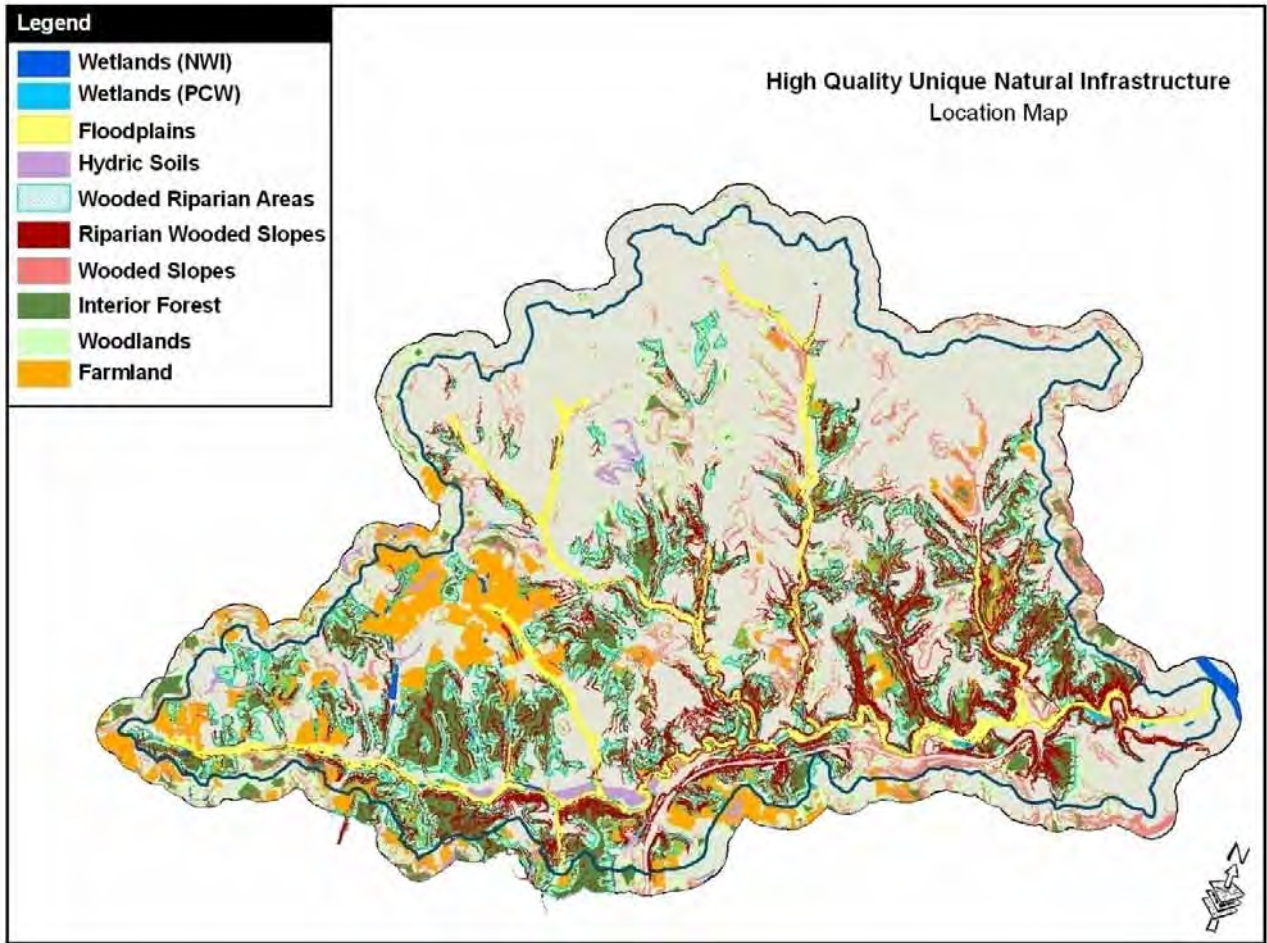 Legend
Wetlands (NWI)
Wetlands (PCW)
Floodplains
Hydric Soils
Wooded Riparian Areas
Riparian Wooded Slopes
Wooded Slopes
Interior Forest
Woodlands
Farmland
High Quality Unique Natural Infrastructure
Location Map
N